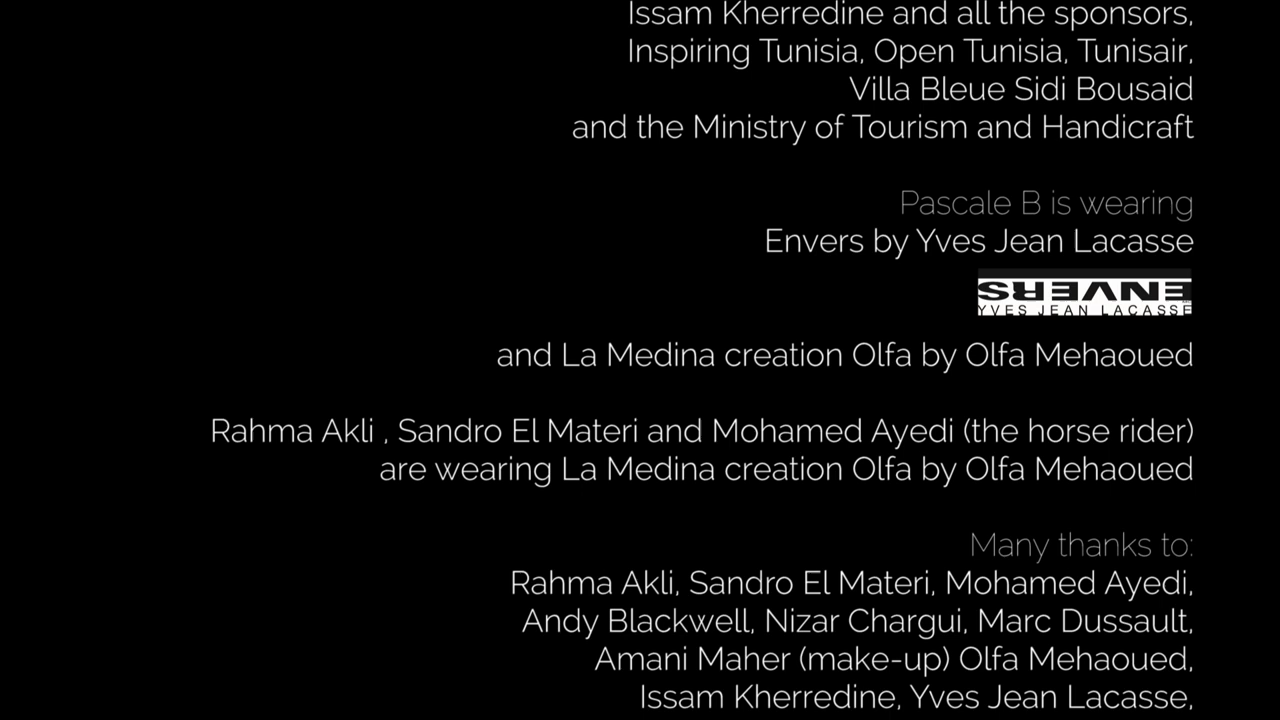 Issam Kherredine and all the sponsors,
Inspiring Tunisia, Open Tunisia, Tunisair,
Villa Bleue Sidi Bousaid
and the Ministry of Tourism and Handicraft
Pascale B is wearing
Envers by Yves Jean Lacasse
ENVERS
YVES JEAN LACASSE
and La Medina creation Olfa by Olfa Mehaoued
Rahma Akli , Sandro El Materi and Mohamed Ayedi (the horse rider)
are wearing La Medina creation Olfa by Olfa Mehaoued
Many thanks to:
Rahma Akli, Sandro El Materi, Mohamed Ayedi,
Andy Blackwell, Nizar Chargui, Marc Dussault,
Amani Maher (make-up) Olfa Mehaoued,
Issam Kherredine, Yves Jean Lacasse,